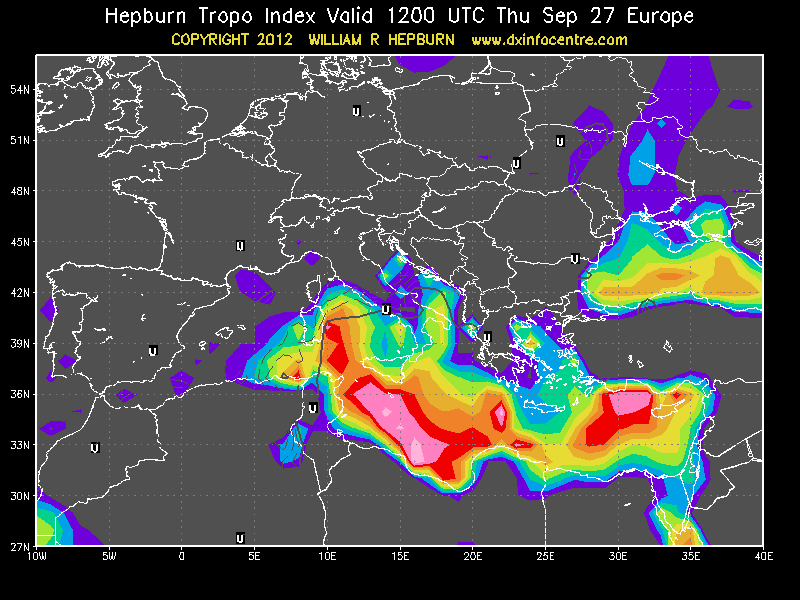 Hepburn Tropo Index Valid 1200 UTC Thu Sep 27 Europe
COPYRIGHT 2012 WILLIAM R HEPBURN www.dxinfocentre.com
54N
U
51N
U
U
48N
45N
U
U
42N
U
39N
U
U
36N
U
33N
U
30N
27N
U
10W 5W 0 5E 10E 15E 20E 25E 30E 35E 40E